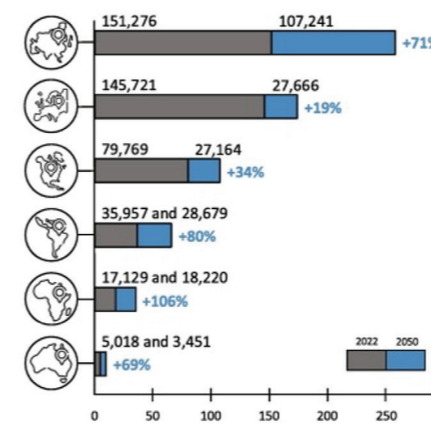 151,276 107,241
+71%
145,721 27,666
+19%
79,769 27,164
+34%
35,957 and 28,679
+80%
17,129 and 18,220
+106%
5,018 and 3,451
+69%
2022 2050
0 50 100 150 200 250